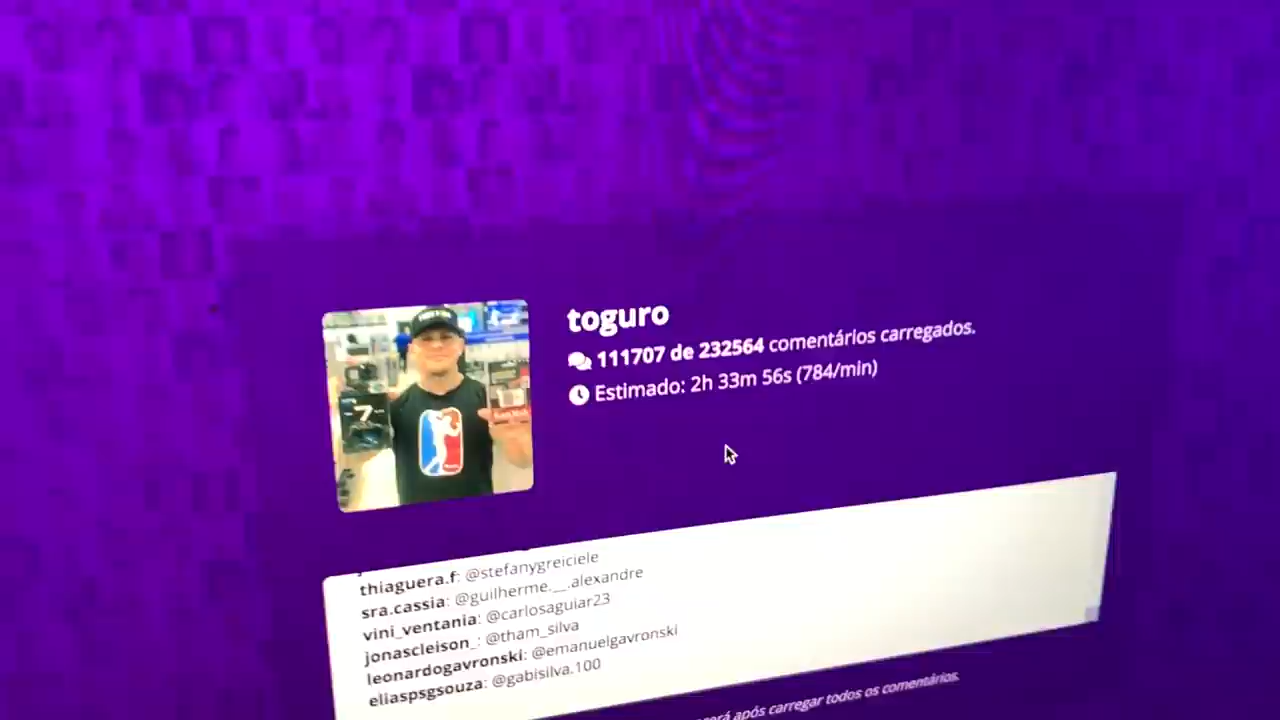 toguro
111707 de 232564 comentários carregados.
Estimado: 2h 33m 56s (784/min)
7
thiaguera.f: @stefanygreiciele
sra.cassia: @guilherme.__.alexandre
vini_ventania: @carlosaguiar23
jonascleison_: @tham_silva
leonardogavronski: @emanuelgavronski
eliaspsgsouza: @gabisilva.100
após carregar todos os comentários.